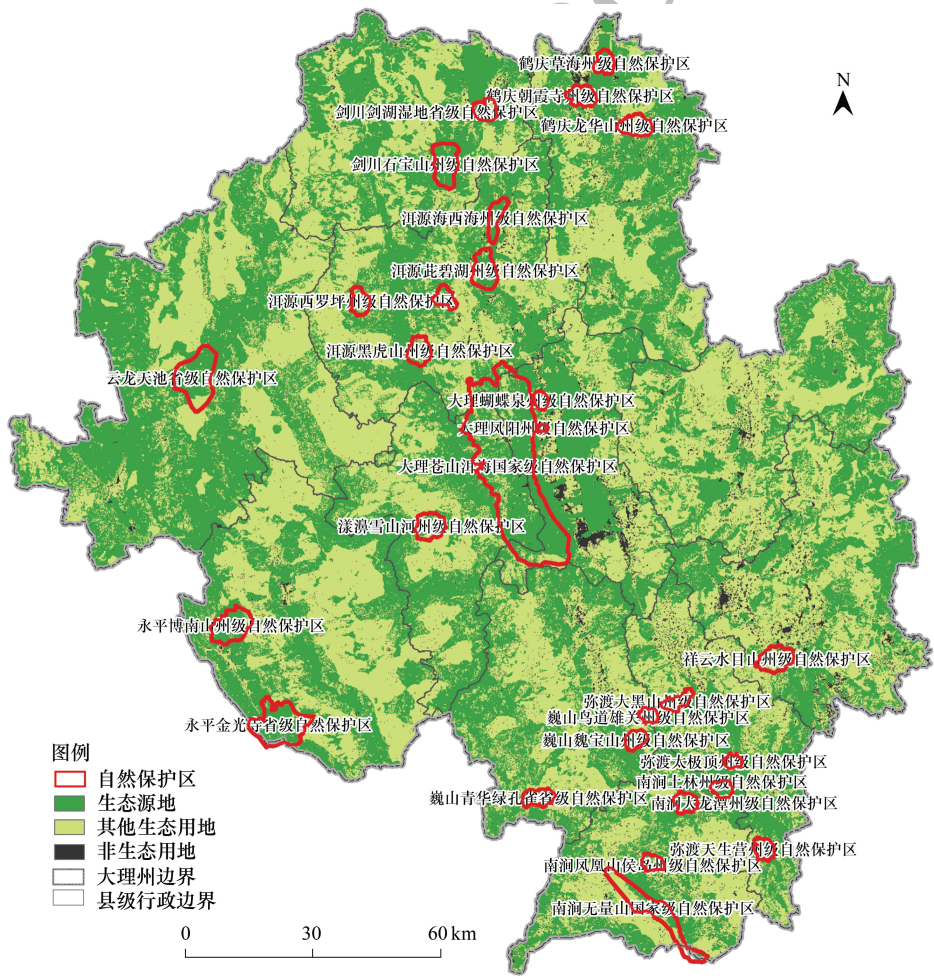 鹤庆草海州级自然保护区
N
鹤庆朝霞寺州级自然保护区
剑川剑湖湿地省级自然保护区
鹤庆龙华山州级自然保护区
剑川石宝山州级自然保护区
洱源海西海州级自然保护区
洱源茈碧湖州级自然保护区
洱源西罗坪州级自然保护区
洱源黑虎山州级自然保护区
云龙天池省级自然保护区
大理蝴蝶泉州级自然保护区
大理凤阳州级自然保护区
大理苍山洱海国家级自然保护区
漾濞雪山河州级自然保护区
永平博南山州级自然保护区
祥云水目山州级自然保护区
弥渡大黑山州级自然保护区
巍山鸟道雄关州级自然保护区
永平金光寺省级自然保护区
巍山魏宝山州级自然保护区
弥渡太极顶州级自然保护区
南涧土林州级自然保护区
巍山青华绿孔雀省级自然保护区
南涧大龙潭州级自然保护区
弥渡天生营州级自然保护区
南涧凤凰山侯鸟州级自然保护区
南涧无量山国家级自然保护区
图例
自然保护区
生态源地
其他生态用地
非生态用地
大理州边界
县级行政边界
0 30 60 km